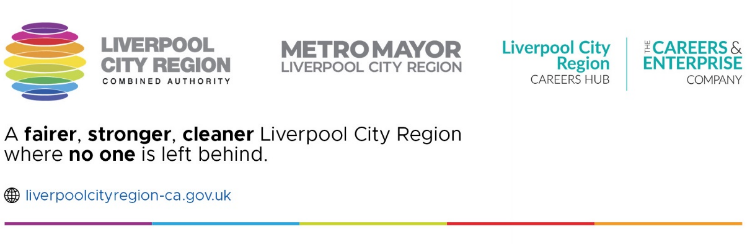 LIVERPOOL
CITY REGION
COMBINED AUTHORITY
METRO MAYOR
LIVERPOOL CITY REGION
Liverpool City
Region
CAREERS HUB
THE CAREERS &
ENTERPRISE
COMPANY
A fairer, stronger, cleaner Liverpool City Region
where no one is left behind.
liverpoolcityregion-ca.gov.uk